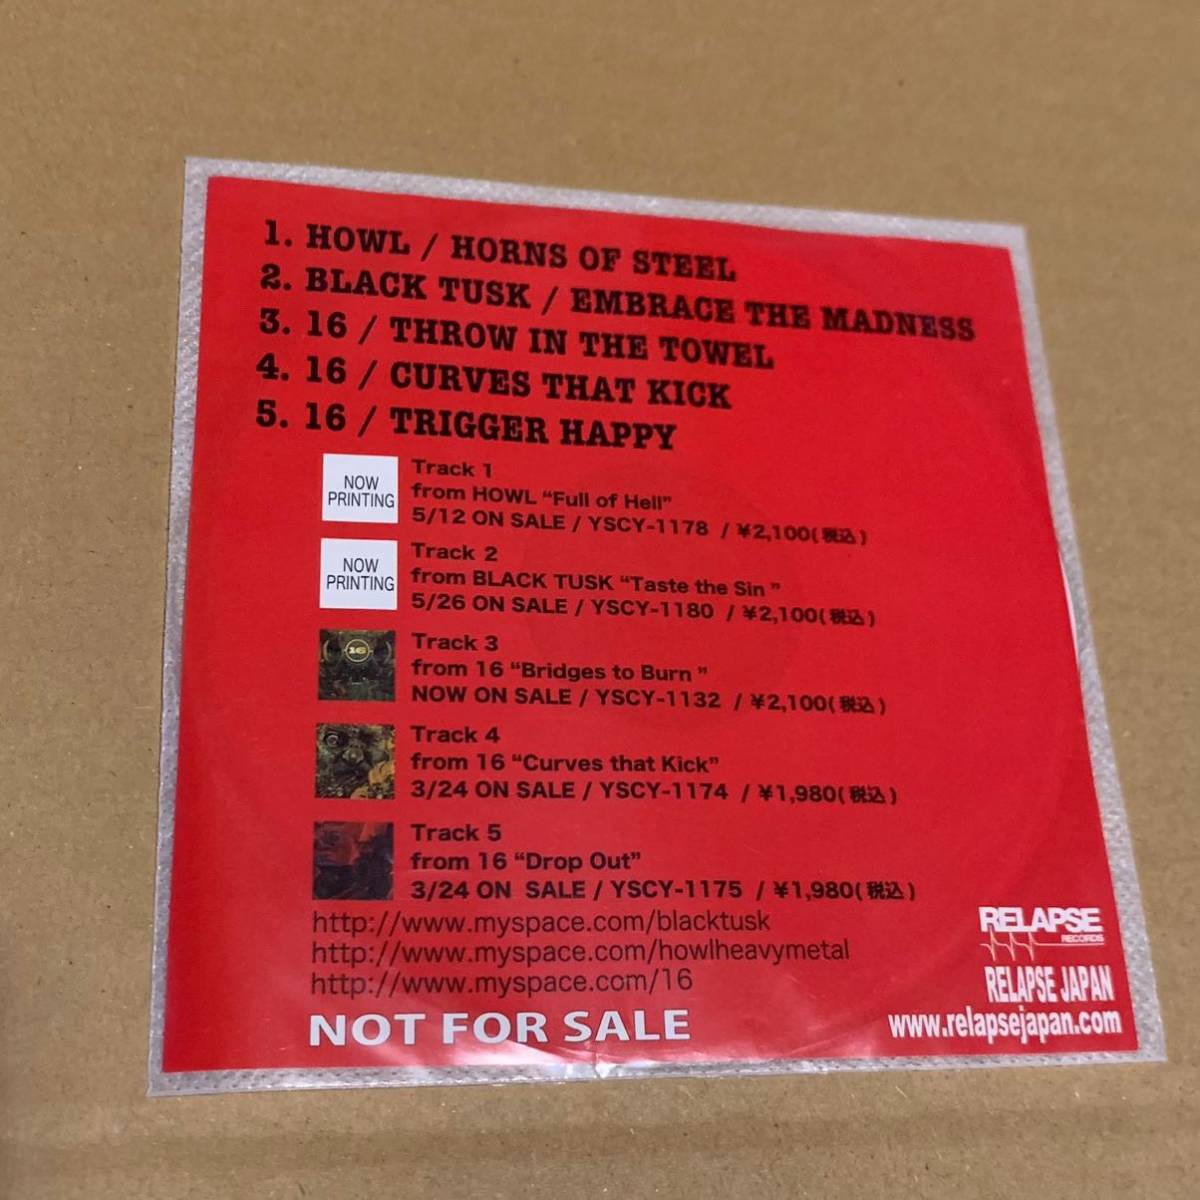 1. HOWL / HORNS OF STEEL
2. BLACK TUSK / EMBRACE THE MADNESS
3. 16 / THROW IN THE TOWEL
4. 16 / CURVES THAT KICK
5. 16 / TRIGGER HAPPY
NOW
PRINTING
Track 1
from HOWL “Full of Hell”
5/12 ON SALE / YSCY-1178 / ¥2,100(税込)
NOW
PRINTING
Track 2
from BLACK TUSK “Taste the Sin ”
5/26 ON SALE / YSCY-1180 / ¥2,100(税込)
16
Track 3
from 16 “Bridges to Burn ”
NOW ON SALE / YSCY-1132 / ¥2,100(税込)
Track 4
from 16 “Curves that Kick”
3/24 ON SALE / YSCY-1174 / ¥1,980(税込)
Track 5
from 16 “Drop Out”
3/24 ON SALE / YSCY-1175 / ¥1,980(税込)
http://www.myspace.com/blacktusk
http://www.myspace.com/howlheavymetal
http://www.myspace.com/16
NOT FOR SALE
RELAPSE
RECORDS
RELAPSE JAPAN
www.relapsejapan.com